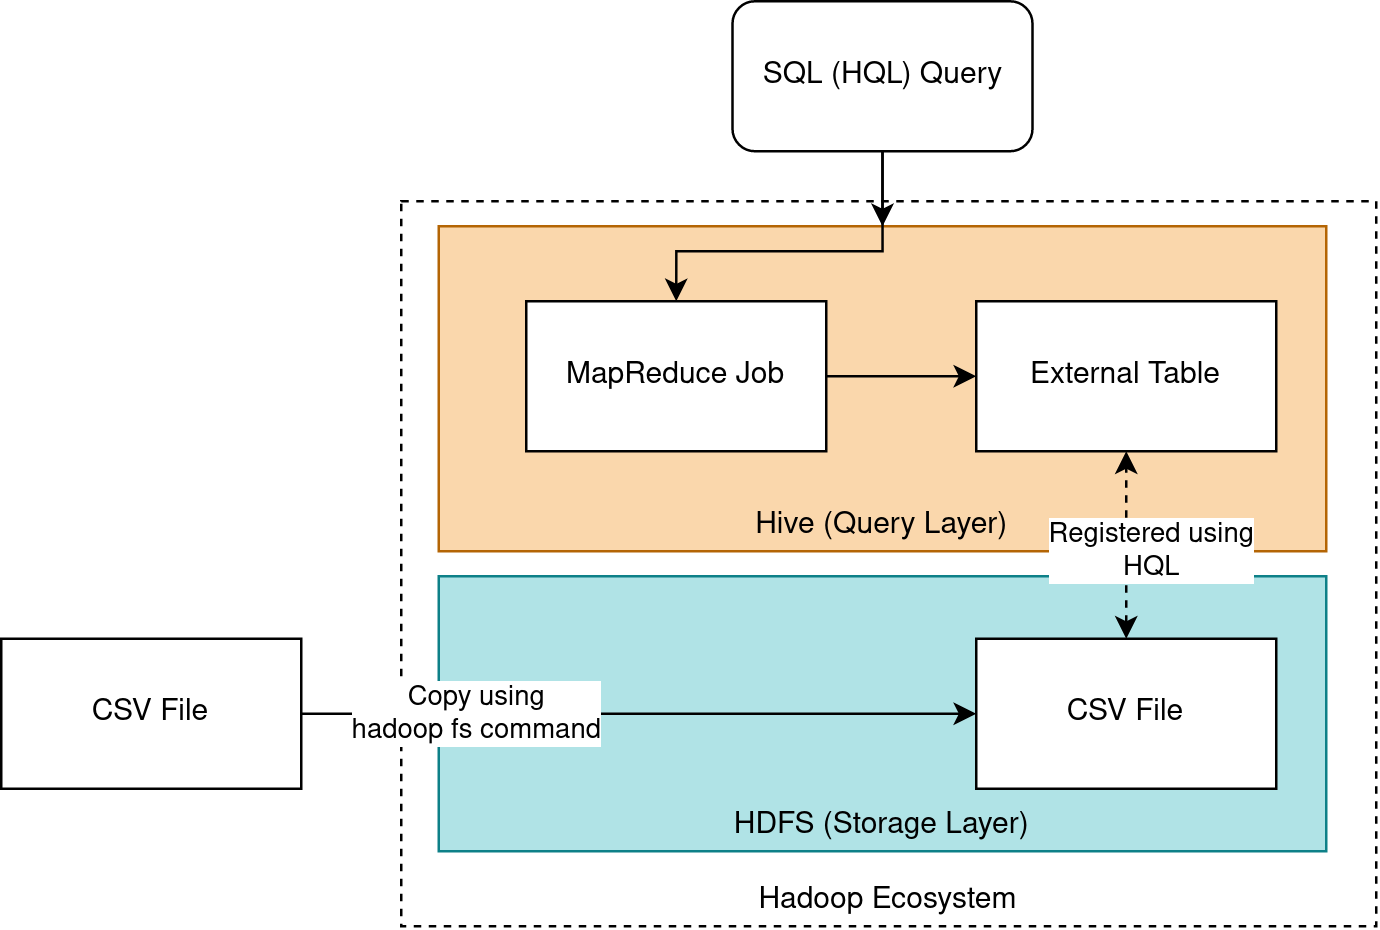 SQL (HQL) Query
MapReduce Job
External Table
Hive (Query Layer)
Registered using
HQL
CSV File
Copy using
hadoop fs command
CSV File
HDFS (Storage Layer)
Hadoop Ecosystem